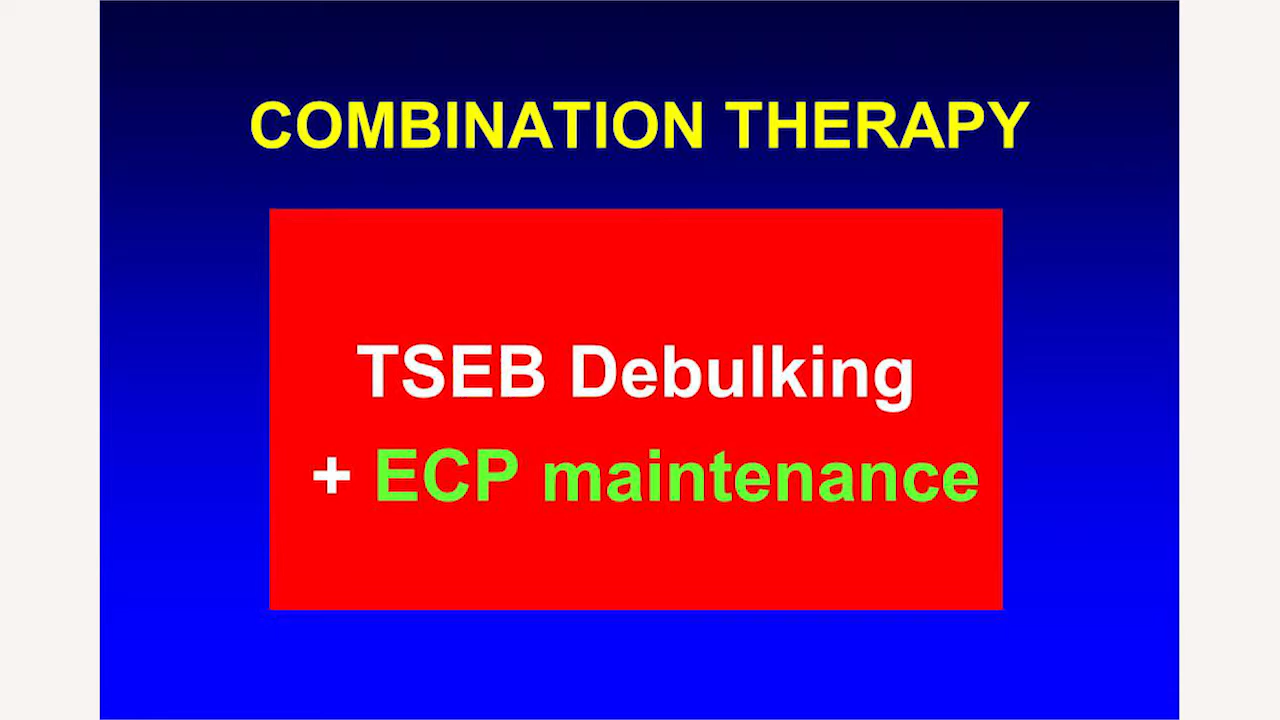 COMBINATION THERAPY
TSEB Debulking
+ ECP maintenance